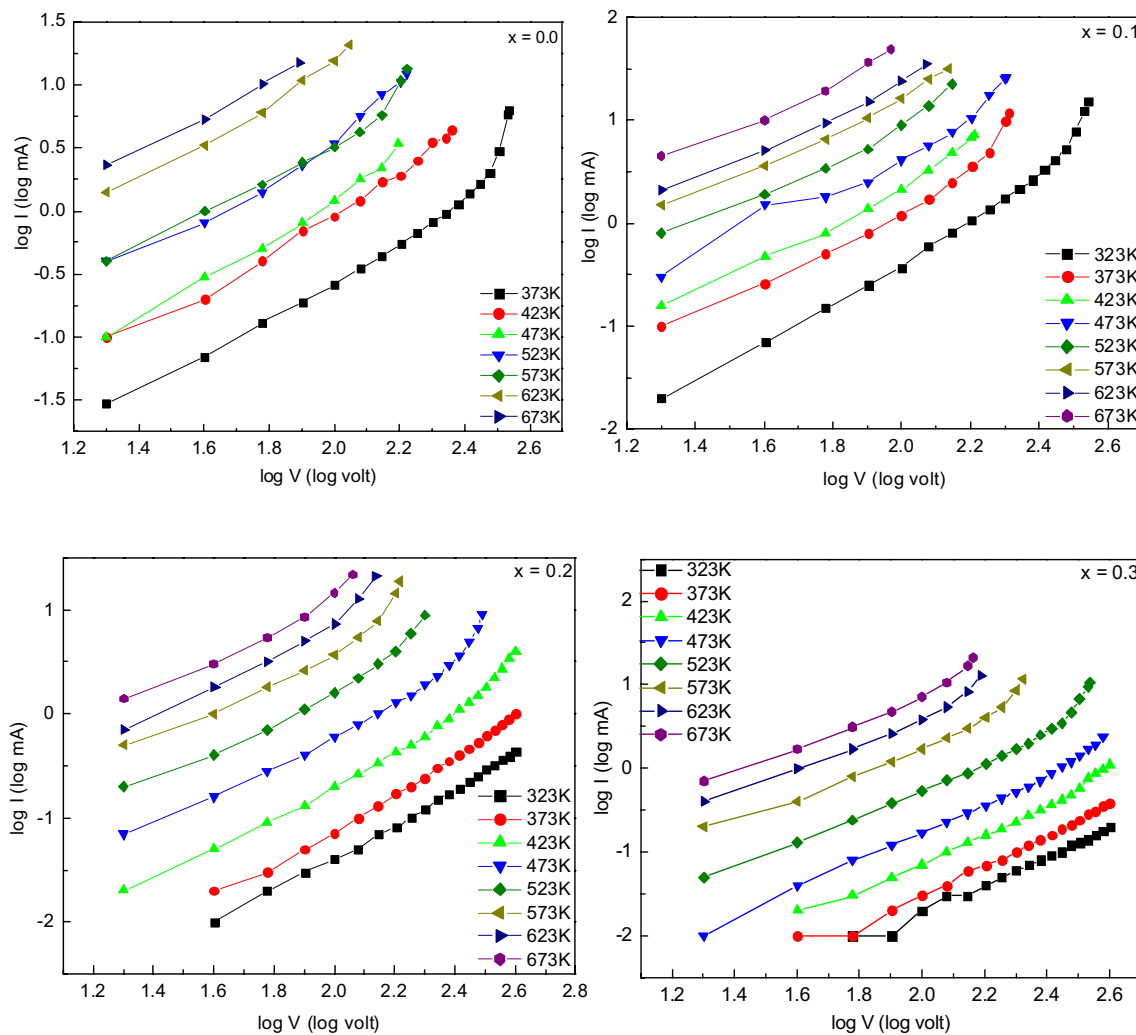 x = 0.0
1.5
1.0
0.5
0.0
-0.5
-1.0
-1.5
log I (log mA)
373K
423K
473K
523K
573K
623K
673K
1.2 1.4 1.6 1.8 2.0 2.2 2.4 2.6
log V (log volt)
x = 0.1
2
1
0
-1
-2
log I (log mA)
323K
373K
423K
473K
523K
573K
623K
673K
1.2 1.4 1.6 1.8 2.0 2.2 2.4 2.6
log V (log volt)
x = 0.2
1
0
-1
-2
log I (log mA)
323K
373K
423K
473K
523K
573K
623K
673K
1.2 1.4 1.6 1.8 2.0 2.2 2.4 2.6 2.8
log V (log volt)
x = 0.3
2
1
0
-1
-2
log I (log mA)
323K
373K
423K
473K
523K
573K
623K
673K
1.2 1.4 1.6 1.8 2.0 2.2 2.4 2.6
log V (log volt)